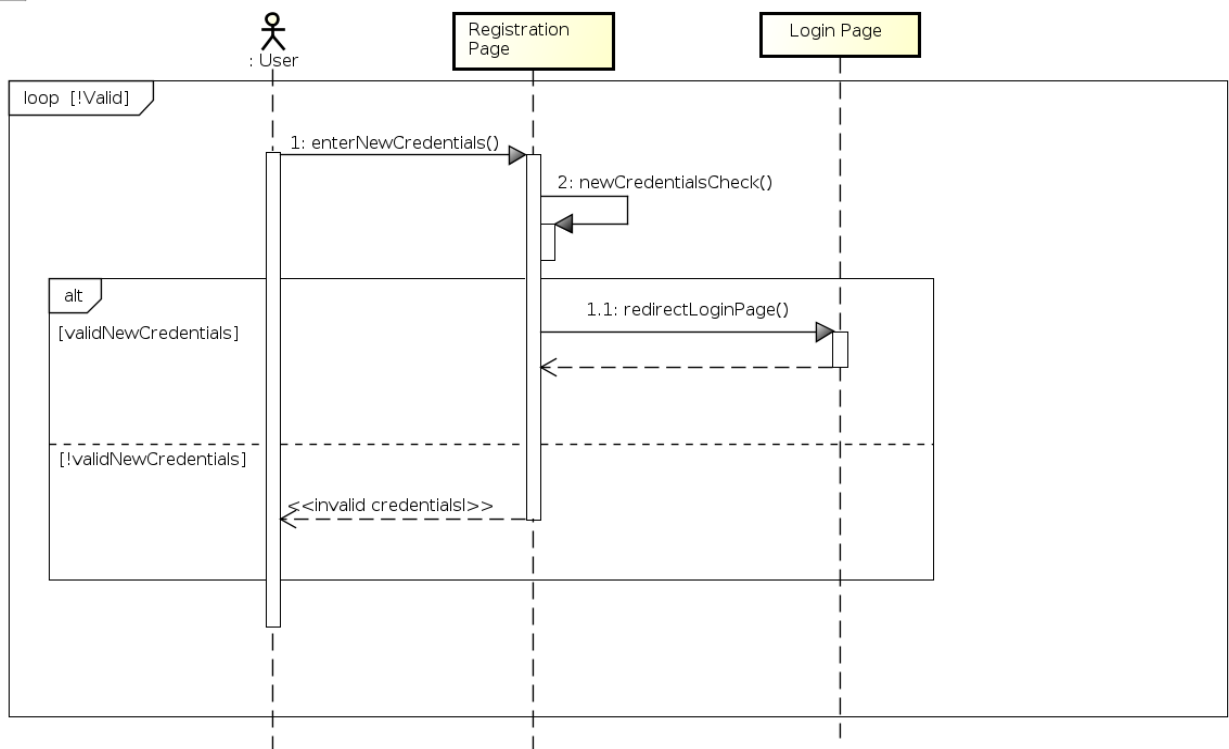 : User
Registration
Page
Login Page
loop [!Valid]
1: enterNewCredentials()
2: newCredentialsCheck()
alt
1.1: redirectLoginPage()
[validNewCredentials]
[!validNewCredentials]
<<invalid credentialsl>>